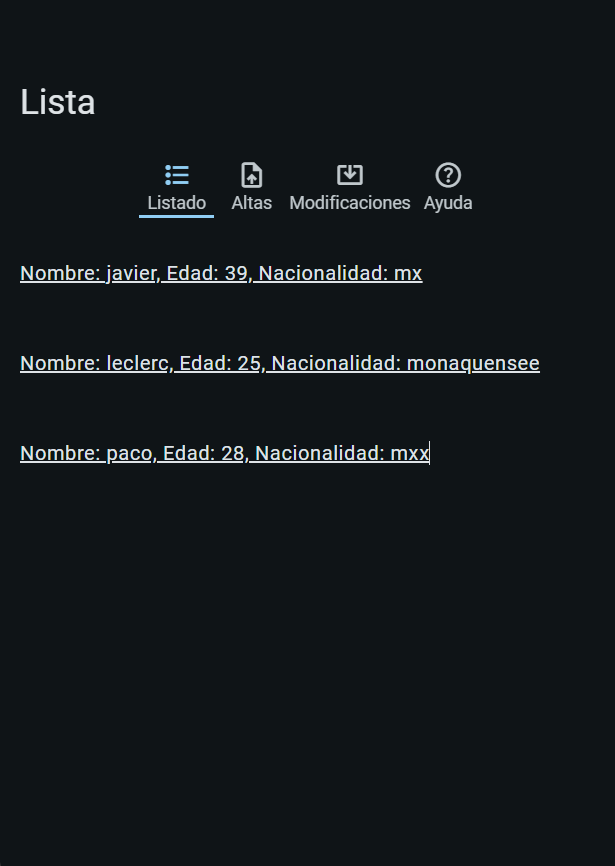 Lista
Listado Altas Modificaciones Ayuda
Nombre: javier, Edad: 39, Nacionalidad: mx
Nombre: leclerc, Edad: 25, Nacionalidad: monaquensee
Nombre: paco, Edad: 28, Nacionalidad: mxx